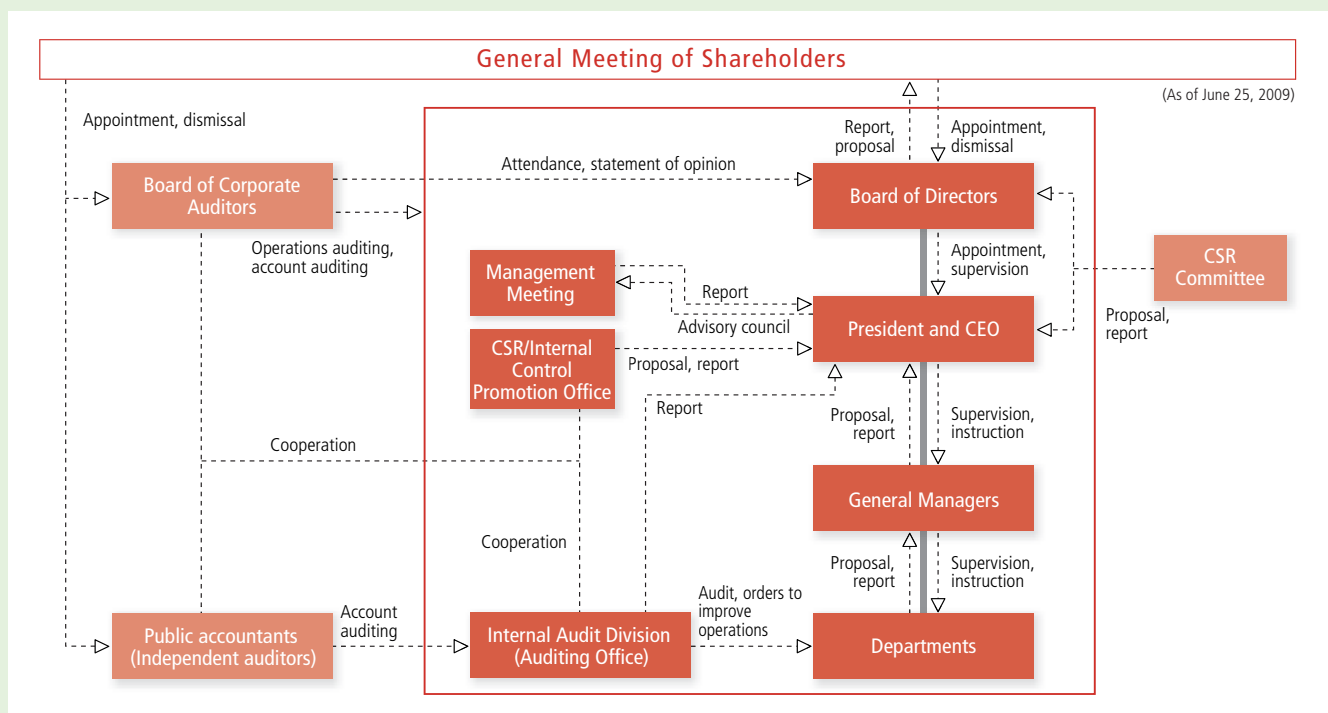 General Meeting of Shareholders
(As of June 25, 2009)
Appointment, dismissal
Report,
proposal
Appointment,
dismissal
Board of Corporate
Auditors
Attendance, statement of opinion
Board of Directors
Operations auditing,
account auditing
Management
Meeting
Report
Advisory council
Appointment,
supervision
President and CEO
CSR
Committee
Proposal,
report
CSR/Internal
Control
Promotion Office
Proposal, report
Report
Proposal,
report
Supervision,
instruction
Cooperation
General Managers
Cooperation
Proposal,
report
Supervision,
instruction
Public accountants
(Independent auditors)
Account
auditing
Internal Audit Division
(Auditing Office)
Audit, orders to
improve
operations
Departments